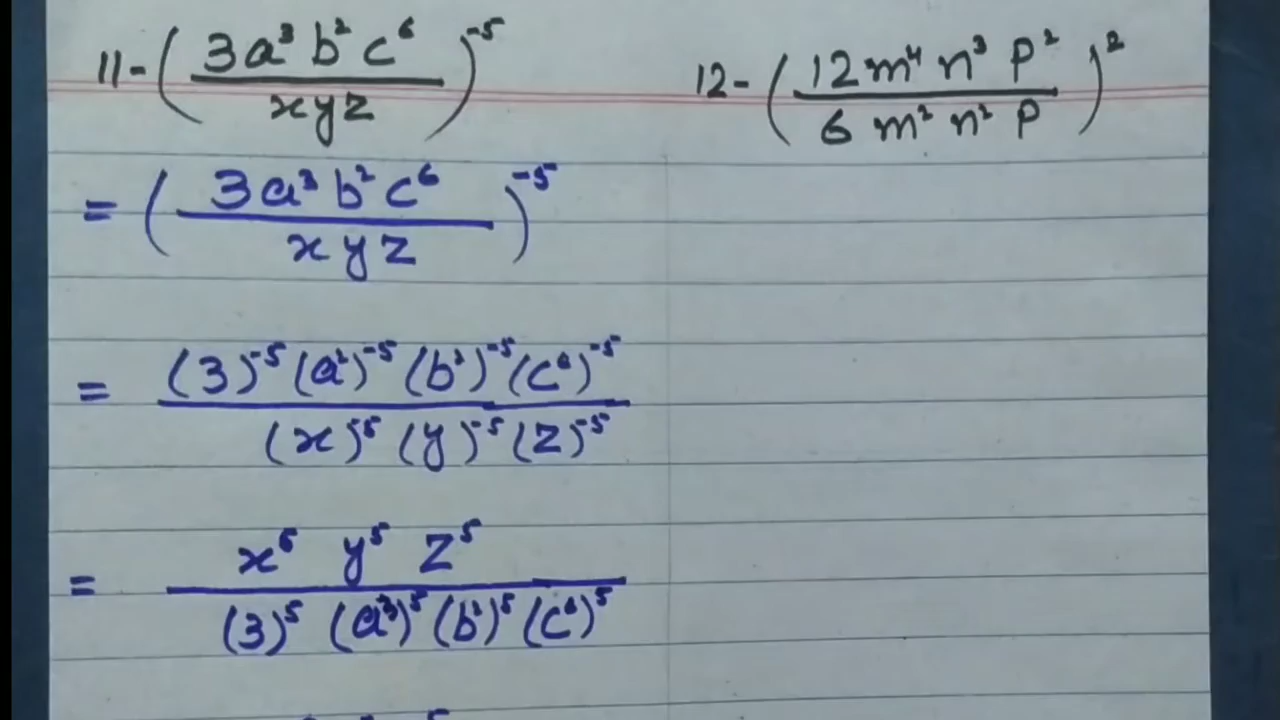 11- (3a³ b² c⁶ / xyz)⁻⁵
12- (12m⁴ n³ p² / 6 m² n² p)²
= (3a³ b² c⁶ / x y z)⁻⁵
= (3)⁻⁵ (a²)⁻⁵ (b²)⁻⁵ (c⁶)⁻⁵ / (x)⁻⁵ (y)⁻⁵ (z)⁻⁵
= x⁵ y⁵ z⁵ / (3)⁵ (a³)⁵ (b²)⁵ (c⁶)⁵